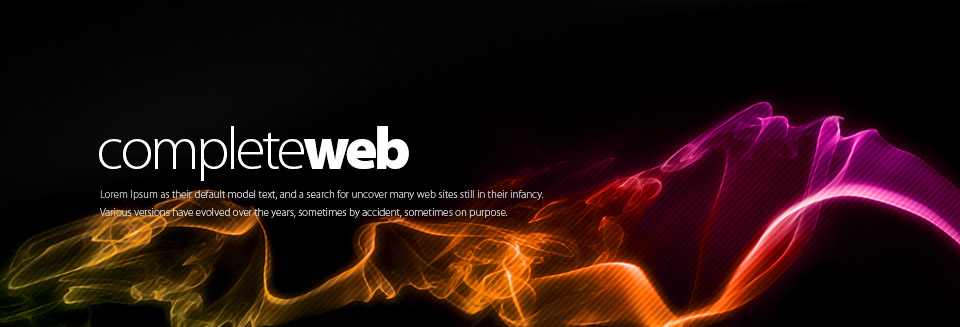 completeweb
Lorem Ipsum as their default model text, and a search for uncover many web sites still in their infancy.
Various versions have evolved over the years, sometimes by accident, sometimes on purpose.